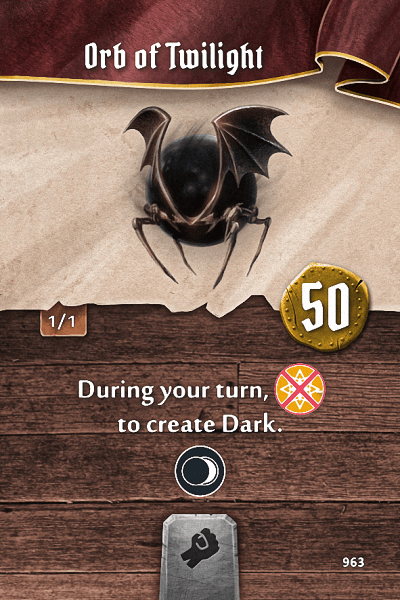 Orb of Twilight
1/1
50
During your turn,
to create Dark.
963